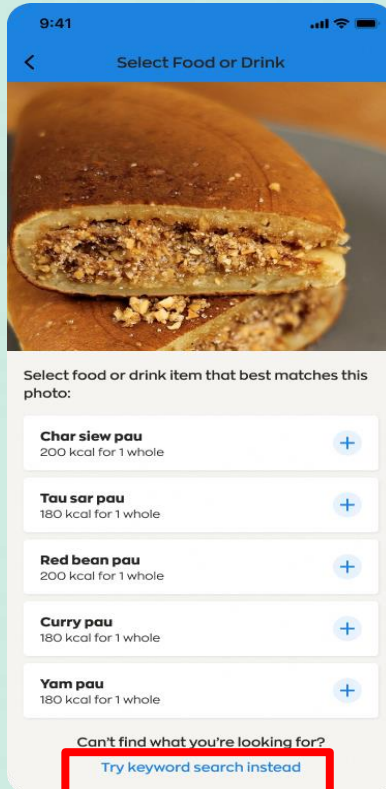 9:41
Select Food or Drink
Select food or drink item that best matches this
photo:
Char siew pau
200 kcal for 1 whole
Tau sar pau
180 kcal for 1 whole
Red bean pau
200 kcal for 1 whole
Curry pau
180 kcal for 1 whole
Yam pau
180 kcal for 1 whole
Can't find what you're looking for?
Try keyword search instead